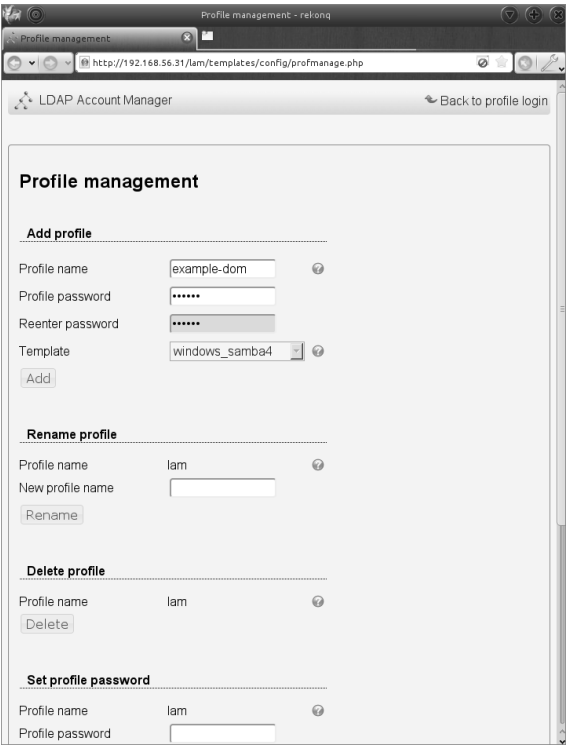 Profile management - rekonq
Profile management
http://192.168.56.31/lam/templates/config/profmanage.php
LDAP Account Manager
Back to profile login
Profile management
Add profile
Profile name example-dom
Profile password ••••••
Reenter password ••••••
Template windows_samba4
Add
Rename profile
Profile name lam
New profile name
Rename
Delete profile
Profile name lam
Delete
Set profile password
Profile name lam
Profile password